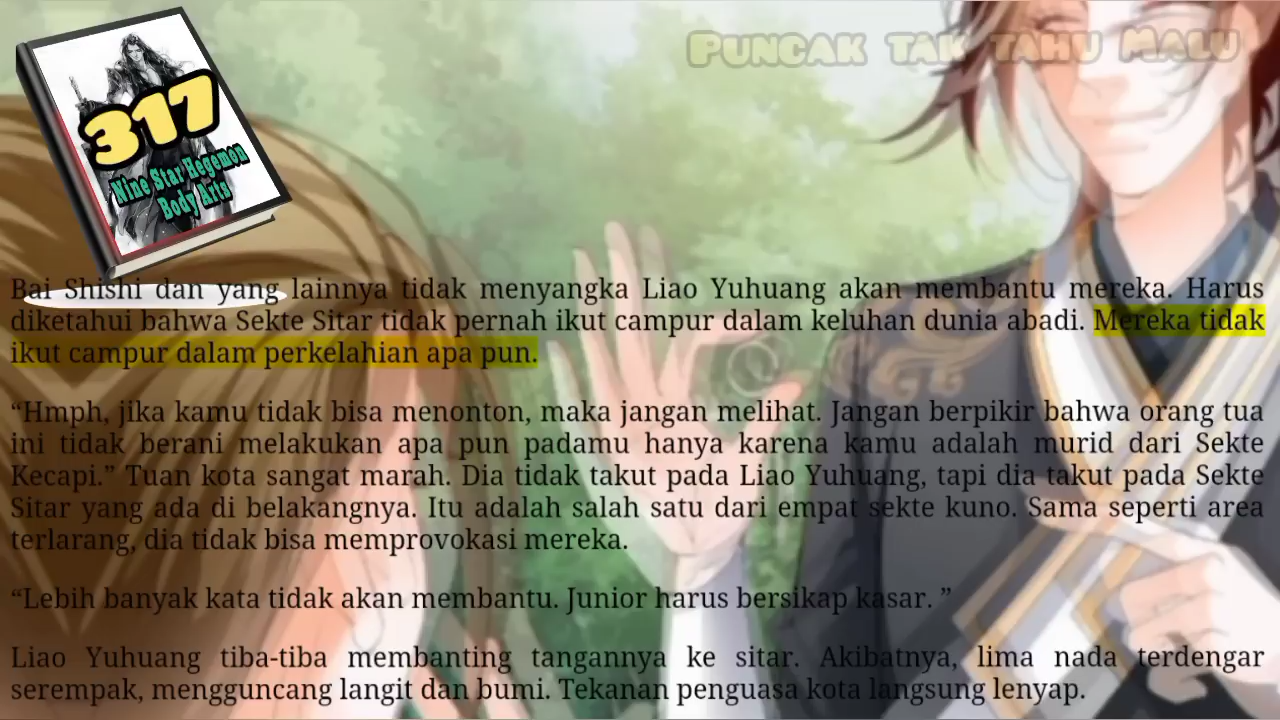 PUNCAK TAK TAHU MALU
317
Nine Star Hegemon
Body Arts
Bai Shishi dan yang lainnya tidak menyangka Liao Yuhuang akan membantu mereka. Harus
diketahui bahwa Sekte Sitar tidak pernah ikut campur dalam keluhan dunia abadi. Mereka tidak
ikut campur dalam perkelahian apa pun.
“Hmph, jika kamu tidak bisa menonton, maka jangan melihat. Jangan berpikir bahwa orang tua
ini tidak berani melakukan apa pun padamu hanya karena kamu adalah murid dari Sekte
Kecapi.” Tuan kota sangat marah. Dia tidak takut pada Liao Yuhuang, tapi dia takut pada Sekte
Sitar yang ada di belakangnya. Itu adalah salah satu dari empat sekte kuno. Sama seperti area
terlarang, dia tidak bisa memprovokasi mereka.
“Lebih banyak kata tidak akan membantu. Junior harus bersikap kasar. ”
Liao Yuhuang tiba-tiba membanting tangannya ke sitar. Akibatnya, lima nada terdengar
serempak, mengguncang langit dan bumi. Tekanan penguasa kota langsung lenyap.